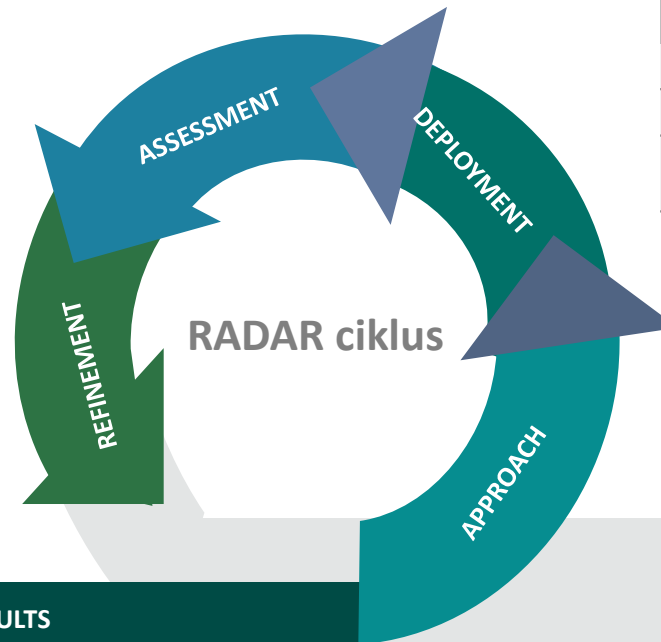 ASSESSMENT
DEPLOYMENT
RADAR ciklus
REFINEMENT
APPROACH
ULTS